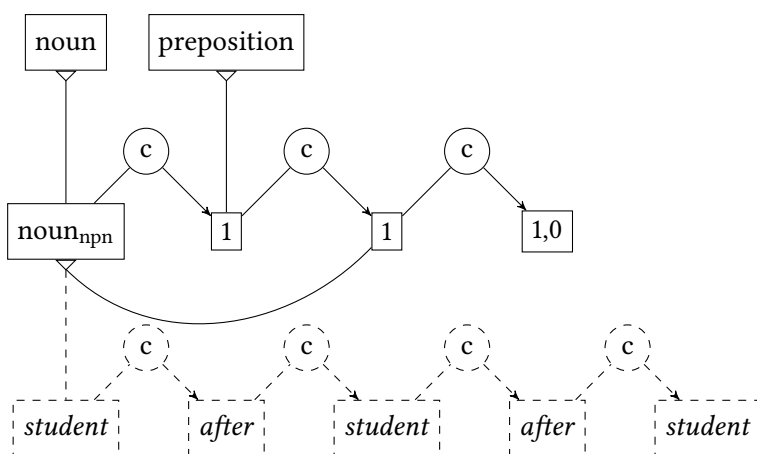 noun preposition
c c c
noun_npn 1 1 1,0
c c c c
student after student after student